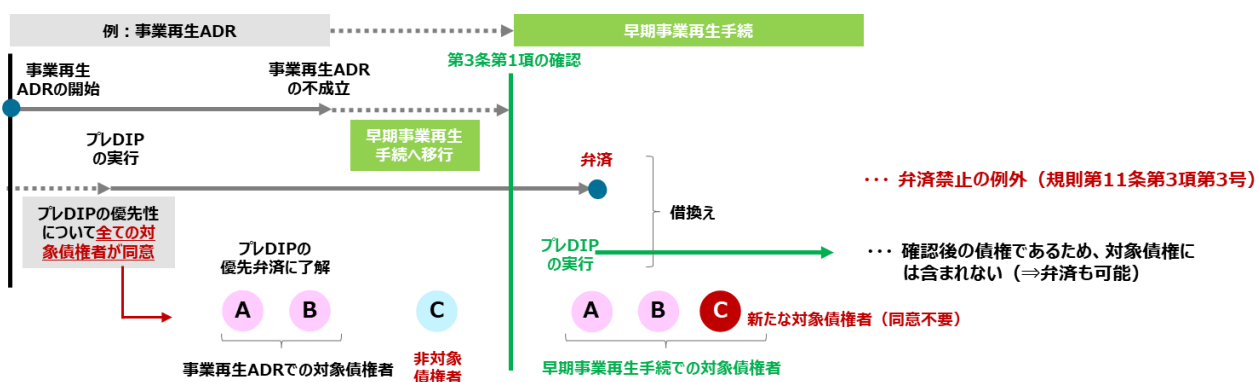 例：事業再生ADR
早期事業再生手続
第3条第1項の確認
事業再生
ADRの開始
事業再生ADR
の不成立
早期事業再生
手続へ移行
プレDIP
の実行
弁済
･･･ 弁済禁止の例外（規則第11条第3項第3号）
借換え
プレDIPの優先性
について全ての対
象債権者が同意
プレDIPの
優先弁済に了解
プレDIP
の実行
･･･ 確認後の債権であるため、対象債権に
は含まれない（⇒弁済も可能）
A
B
C
A
B
C
新たな対象債権者（同意不要）
事業再生ADRでの対象債権者
非対象
債権者
早期事業再生手続での対象債権者